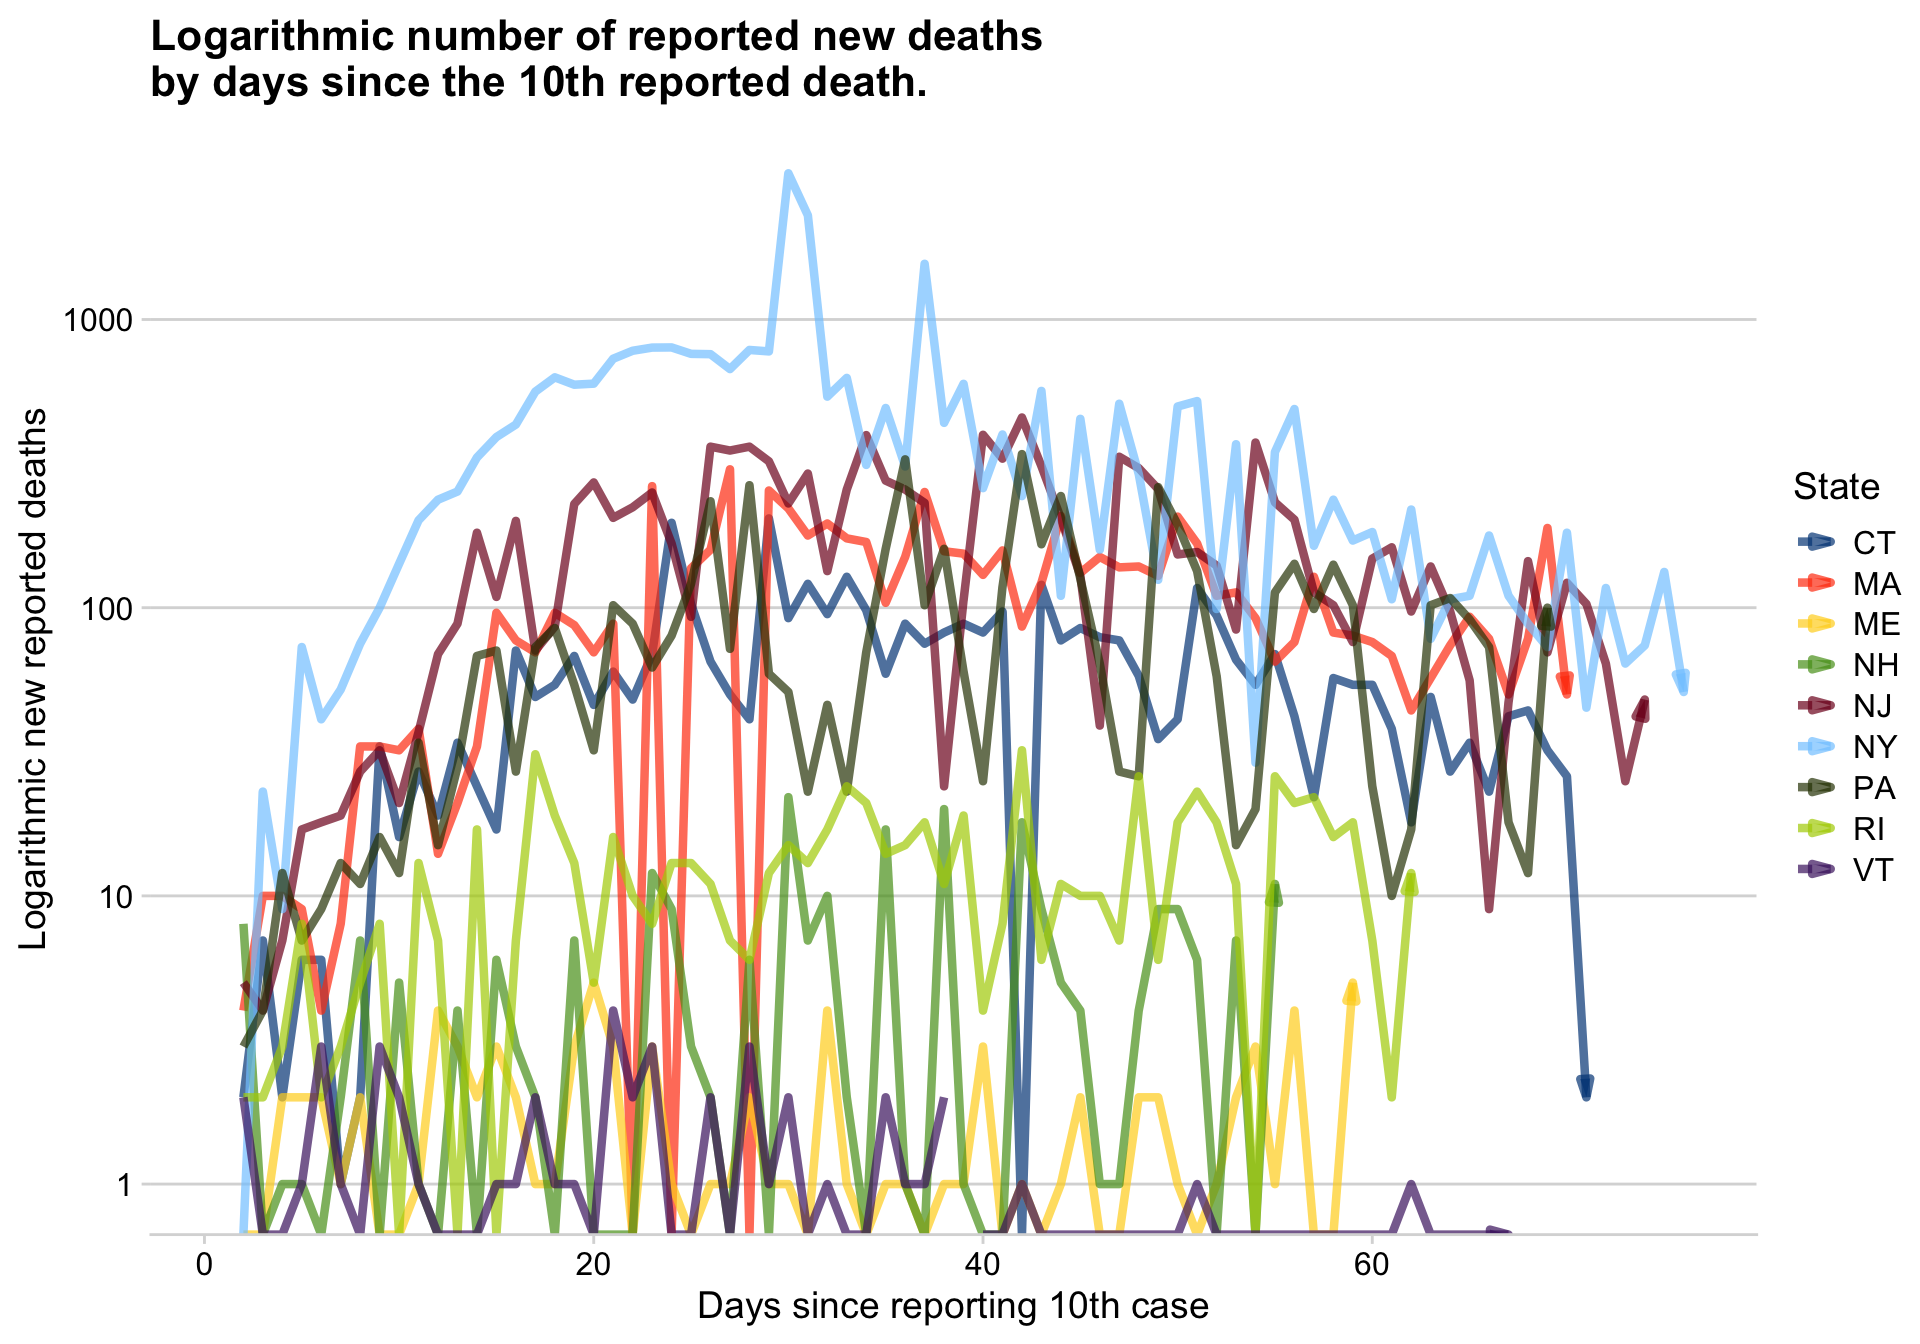 Logarithmic number of reported new deaths
by days since the 10th reported death.
Logarithmic new reported deaths
1000
100
10
1
0
20
40
60
Days since reporting 10th case
State
CT
MA
ME
NH
NJ
NY
PA
RI
VT